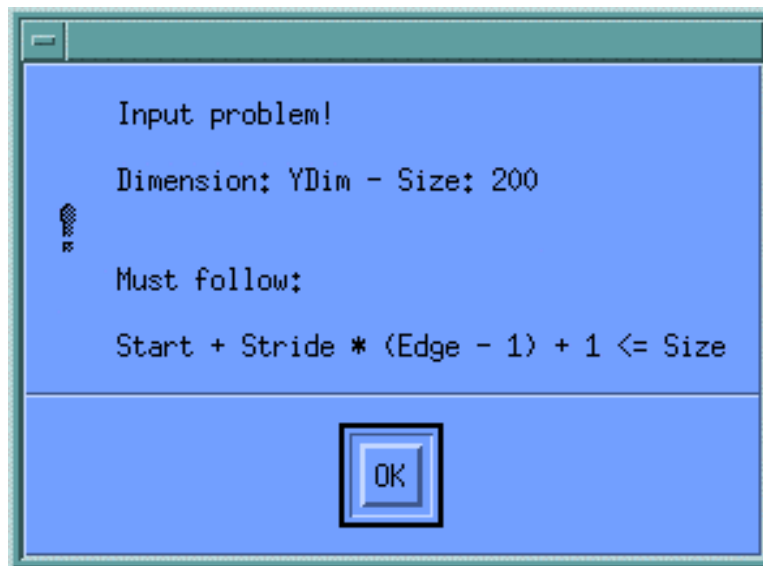 Input problem!
Dimension: YDim - Size: 200
Must follow:
Start + Stride * (Edge - 1) + 1 <= Size
OK